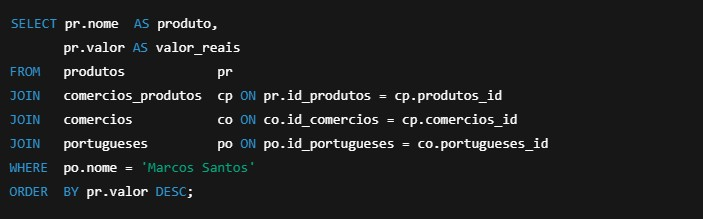 SELECT pr.nome  AS produto,
       pr.valor AS valor_reais
FROM   produtos            pr
JOIN   comercios_produtos  cp ON pr.id_produtos = cp.produtos_id
JOIN   comercios           co ON co.id_comercios = cp.comercios_id
JOIN   portugueses         po ON po.id_portugueses = co.portugueses_id
WHERE  po.nome = 'Marcos Santos'
ORDER  BY pr.valor DESC;